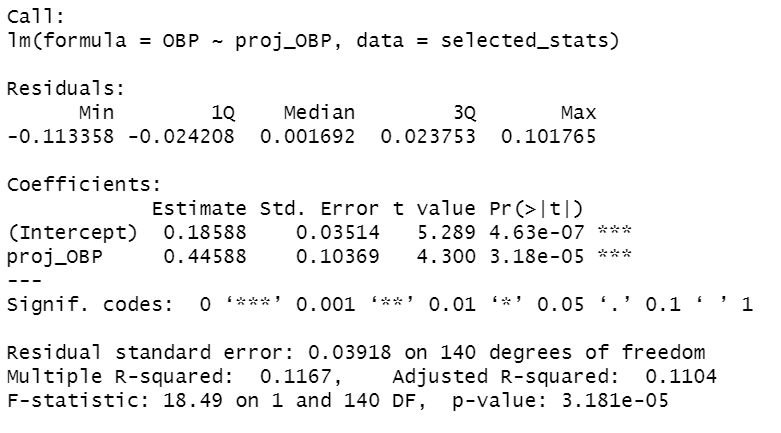 Call:
lm(formula = OBP ~ proj_OBP, data = selected_stats)
Residuals:
Min 1Q Median 3Q Max
-0.113358 -0.024208 0.001692 0.023753 0.101765
Coefficients:
Estimate Std. Error t value Pr(>|t|)
(Intercept) 0.18588 0.03514 5.289 4.63e-07 ***
proj_OBP 0.44588 0.10369 4.300 3.18e-05 ***
---
Signif. codes: 0 ‘***’ 0.001 ‘**’ 0.01 ‘*’ 0.05 ‘.’ 0.1 ‘ ’ 1
Residual standard error: 0.03918 on 140 degrees of freedom
Multiple R-squared: 0.1167, Adjusted R-squared: 0.1104
F-statistic: 18.49 on 1 and 140 DF, p-value: 3.181e-05